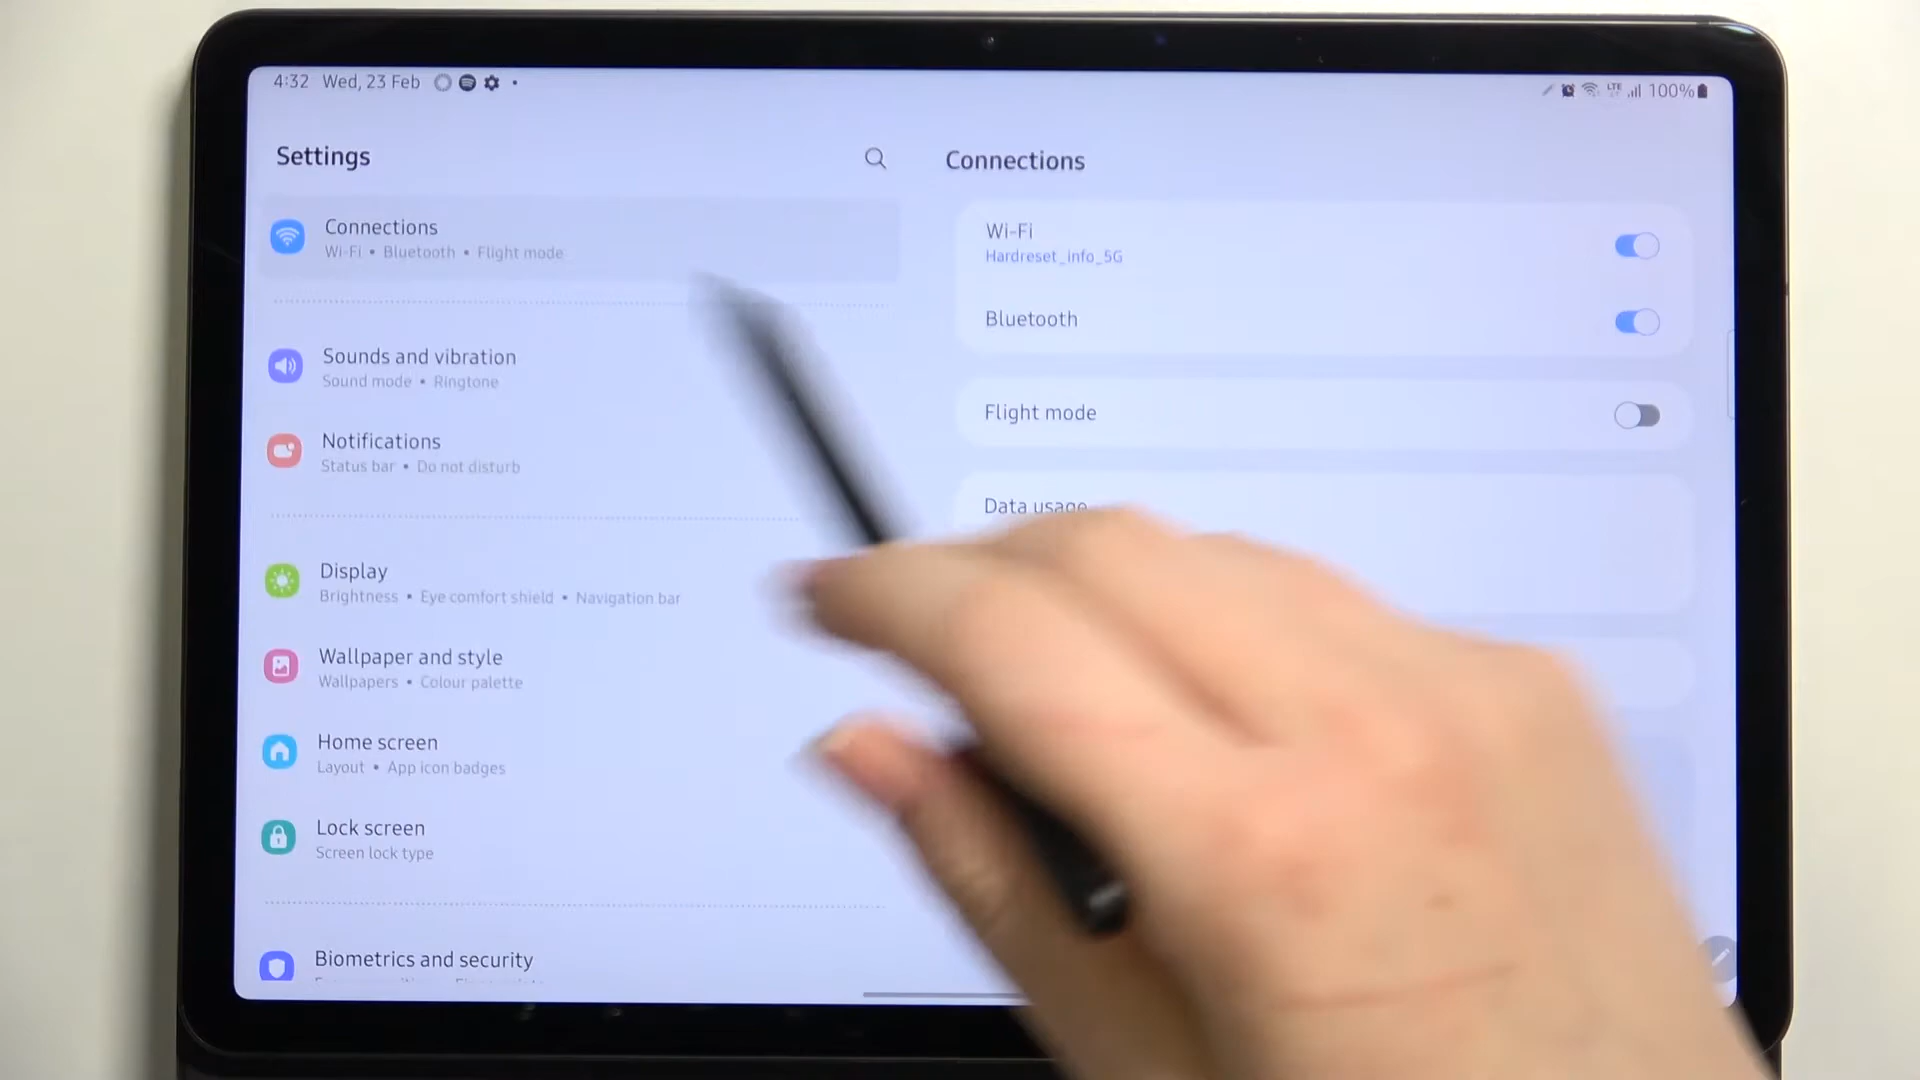 4:32 Wed, 23 Feb
LTE 100%
Settings
Connections
Wi-Fi • Bluetooth • Flight mode
Sounds and vibration
Sound mode • Ringtone
Notifications
Status bar • Do not disturb
Display
Brightness • Eye comfort shield • Navigation bar
Wallpaper and style
Wallpapers • Colour palette
Home screen
Layout • App icon badges
Lock screen
Screen lock type
Biometrics and security
Connections
Wi-Fi
Hardreset_info_5G
Bluetooth
Flight mode
Data usage